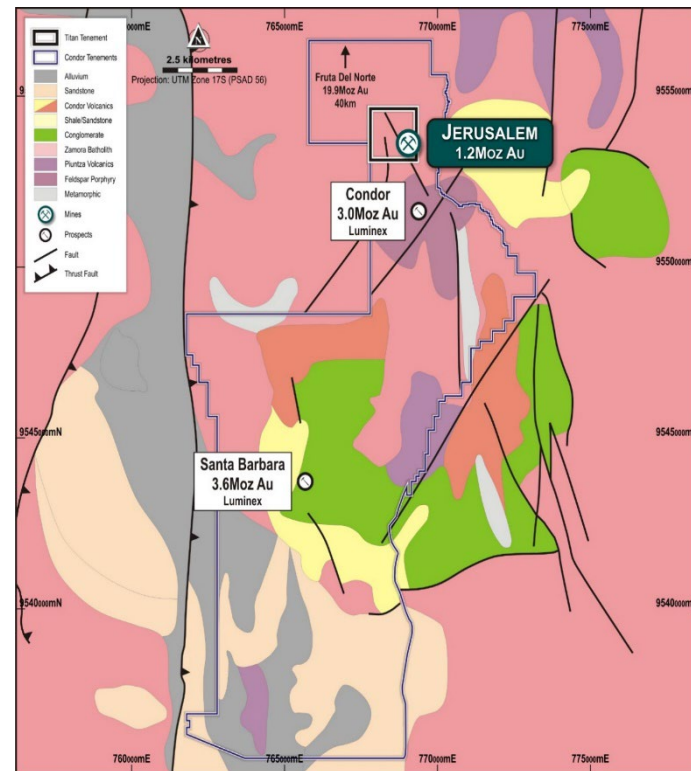 760000mE
765000mE
770000mE
775000mE
Titan Tenement
Condor Tenements
Alluvium
Sandstone
Condor Volcanics
Shale/Sandstone
Conglomerate
Zamora Batholith
Piuntza Volcanics
Feldspar Porphyry
Metamorphic
Mines
Prospects
Fault
Thrust Fault
2.5 kilometres
Projection: UTM Zone 17S (PSAD 56)
Fruta Del Norte
19.9Moz Au
40km
9555000mN
JERUSALEM
1.2MOZ AU
Condor
3.0Moz Au
Luminex
9550000mN
9545000mN
9545000mN
Santa Barbara
3.6Moz Au
Luminex
9540000mN
9540000mN
760000mE
765000mE
770000mE
775000mE